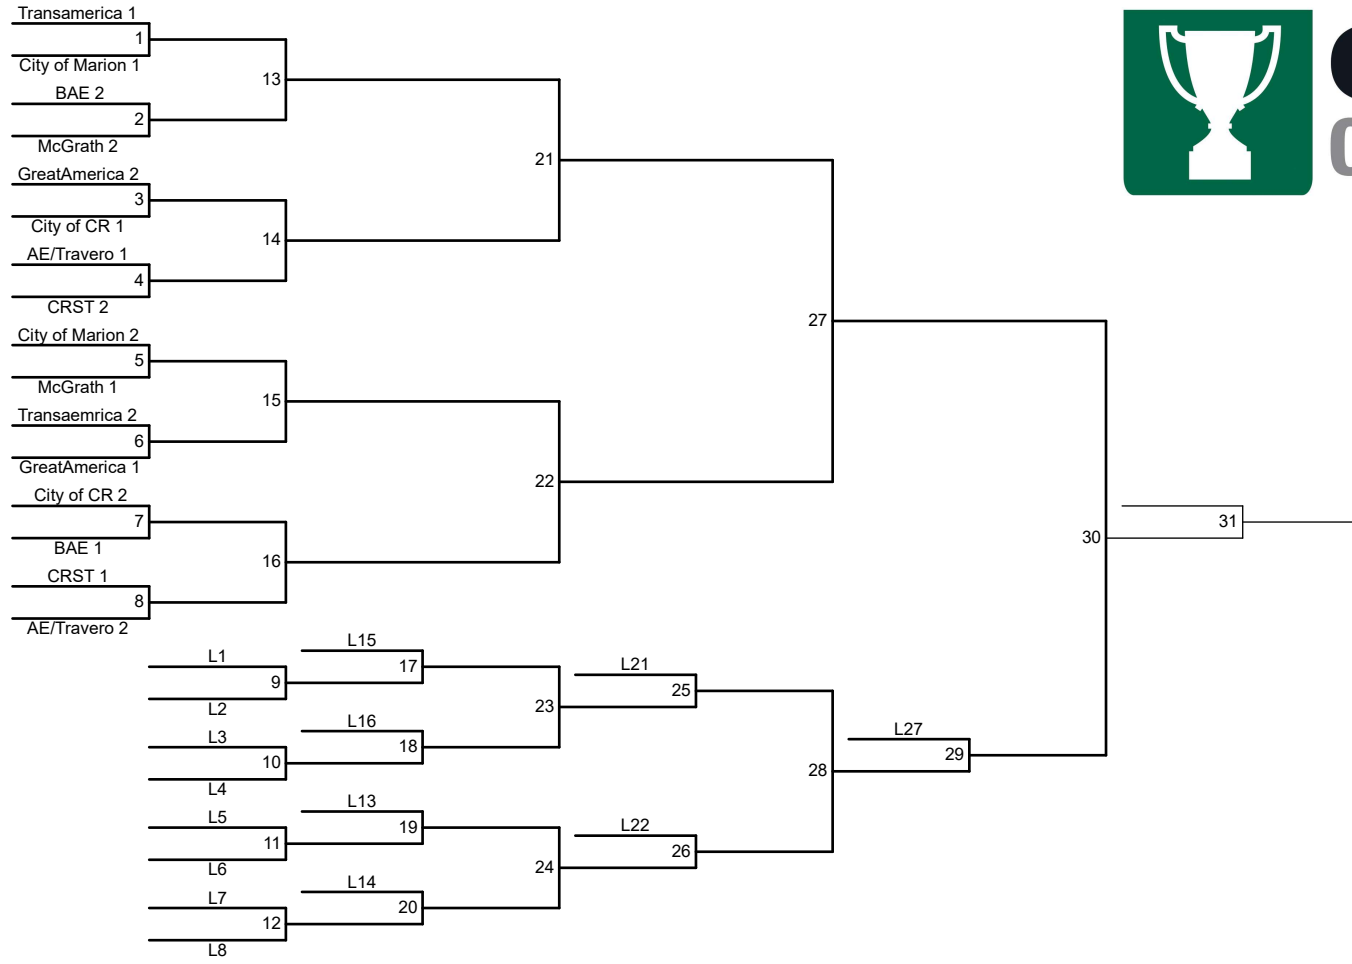 Transamerica 1
1
City of Marion 1
13
BAE 2
2
McGrath 2
21
GreatAmerica 2
3
City of CR 1
14
AE/Travero 1
4
CRST 2
27
City of Marion 2
5
McGrath 1
15
Transaemrica 2
6
GreatAmerica 1
22
City of CR 2
7
BAE 1
16
CRST 1
8
AE/Travero 2
31
30
L1
9
L2
L15
17
L21
25
23
L3
10
L4
L16
18
L27
29
28
L5
11
L6
L13
19
L22
26
24
L7
12
L8
L14
20